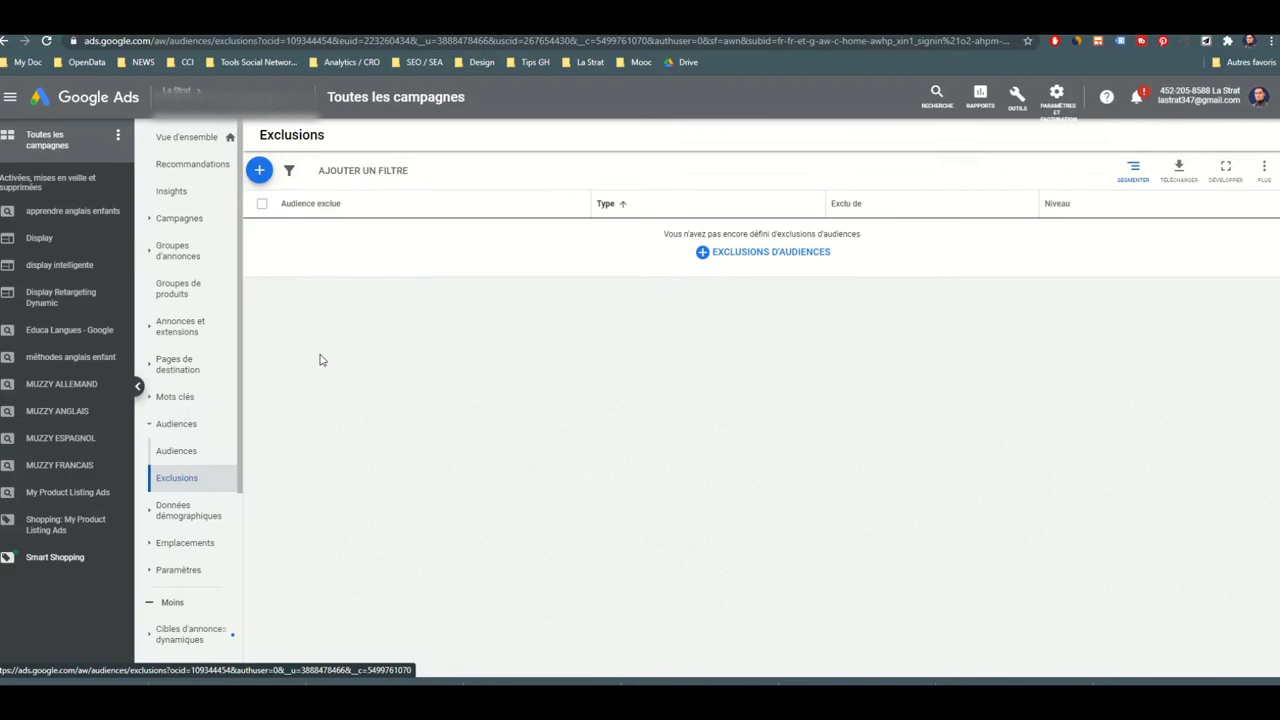 ads.google.com/aw/audiences/exclusions?ocid=109344454&euid=223260434&__u=3888478466&uscid=267654430&__c=5499761070&authuser=0&sf=awn&subid=fr-fr-et-g-aw-c-home-awhp_xin1_signin%21o2-ahpm-...
My Doc OpenData NEWS CCI Tools Social Networ... Analytics / CRO SEO / SEA Design Tips GH La Strat Mooc Drive Autres favoris
Google Ads
La Strat
Toutes les campagnes
RECHERCHE
RAPPORTS
OUTILS
PARAMÈTRES
ET
FACTURATION
452-205-8588 La Strat
lastrat347@gmail.com
Toutes les
campagnes
Activées, mises en veille et
supprimées
apprendre anglais enfants
Display
display intelligente
Display Retargeting
Dynamic
Educa Langues - Google
méthodes anglais enfant
MUZZY ALLEMAND
MUZZY ANGLAIS
MUZZY ESPAGNOL
MUZZY FRANCAIS
My Product Listing Ads
Shopping: My Product
Listing Ads
Smart Shopping
Vue d'ensemble
Recommandations
Insights
Campagnes
Groupes
d'annonces
Groupes de
produits
Annonces et
extensions
Pages de
destination
Mots clés
Audiences
Audiences
Exclusions
Données
démographiques
Emplacements
Paramètres
Moins
Cibles d'annonces
dynamiques
Exclusions
AJOUTER UN FILTRE
SEGMENTER
TÉLÉCHARGER
DÉVELOPPER
PLUS
Audience exclue Type Exclu de Niveau
Vous n'avez pas encore défini d'exclusions d'audiences
EXCLUSIONS D'AUDIENCES
ttps://ads.google.com/aw/audiences/exclusions?ocid=109344454&authuser=0&__u=3888478466&__c=5499761070